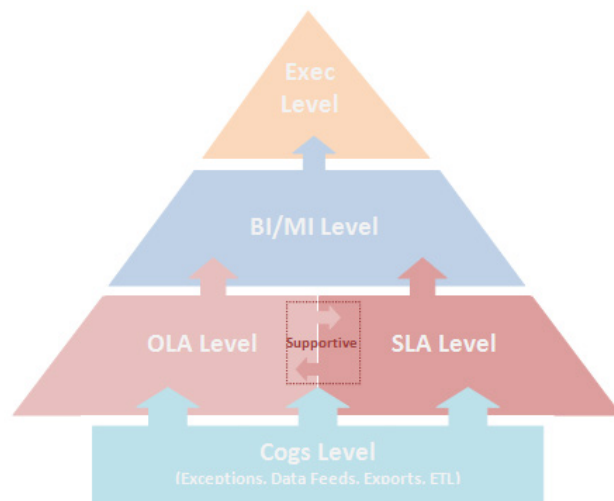 Exec
Level
BI/MI Level
OLA Level
Supportive
SLA Level
Cogs Level
(Exceptions, Data Feeds, Exports, ETL)